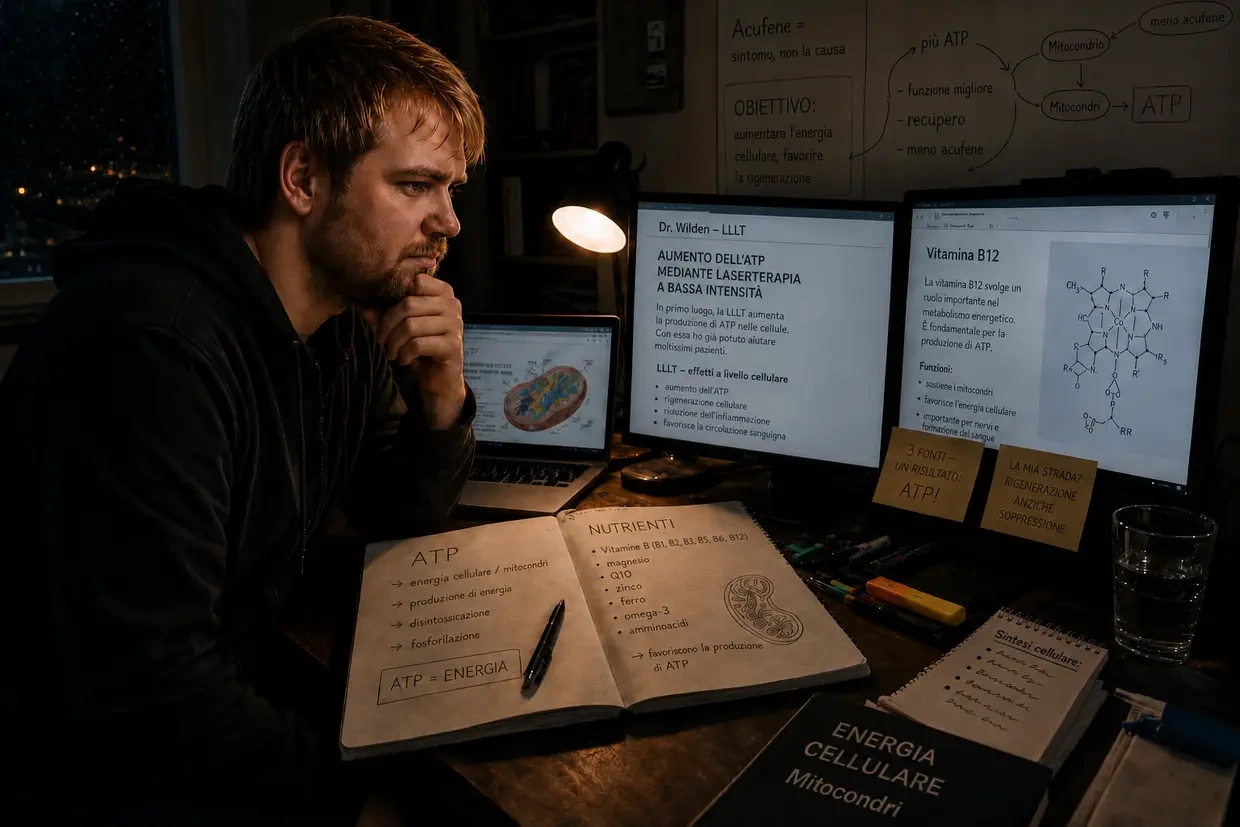 Acufene =
sintomo, non la causa
OBIETTIVO:
aumentare l'energia
cellulare, favorire
la rigenerazione
più ATP
- funzione migliore
- recupero
- meno acufene
meno acufene
Mitocondrio
Mitocondri
ATP
Dr. Wilden – LLLT
AUMENTO DELL'ATP
MEDIANTE LASERTERAPIA
A BASSA INTENSITÀ
In primo luogo, la LLLT aumenta
la produzione di ATP nelle cellule.
Con essa ho già potuto aiutare
moltissimi pazienti.
LLLT – effetti a livello cellulare
• aumento dell'ATP
• rigenerazione cellulare
• riouzione dell'infiammazione
• favorisce la circolazione sanguigna
Vitamina B12
La vitamina B12 svolge un
ruolo importante nel
metabolismo energetico.
È fondamentale per la
produzione di ATP.
Funzioni:
• sostiene i mitocondri
• favorisce l'energia cellulare
• importante per nervi e
formazione del sangue
CH₃
R
R
N
R
HC
N
Co
N
NH
N
R
O
P
O
RR
3 FONTI –
UN RISULTATO:
ATP!
LA MIA STRADA?
RIGENERAZIONE
ANZICHÉ
SOPPRESSIONE
ATP
→ energia cellulare / mitocondri
→ produzione di energia
→ disintossicazione
→ fosforilazione
ATP = ENERGIA
NUTRIENTI
• Vitamine B (B1, B2, B3, B5, B6, B12)
• magnesio
• Q10
• zinco
• ferro
• omega-3
• amminoacidi
→ favoriscono la produzione
di ATP
Sintesi cellulare:
ENERGIA
CELLULARE
Mitocondri